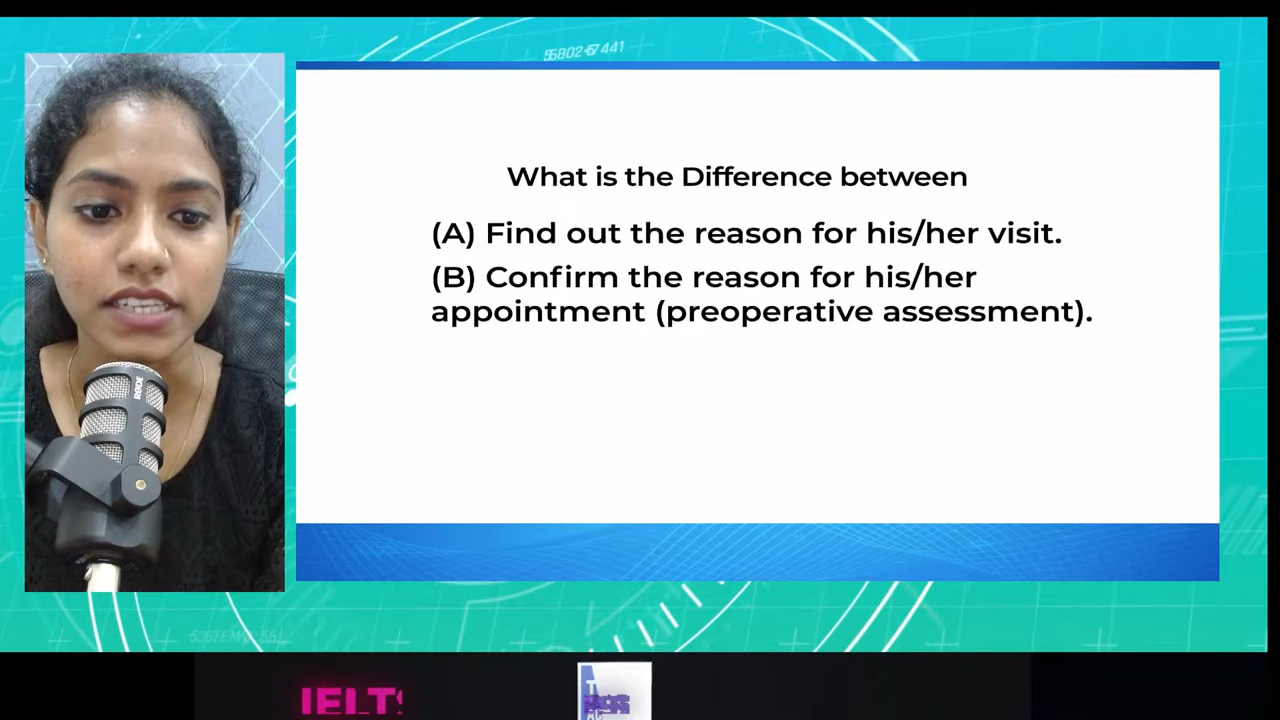 What is the Difference between
(A) Find out the reason for his/her visit.
(B) Confirm the reason for his/her
appointment (preoperative assessment).
RØDE
IELTS